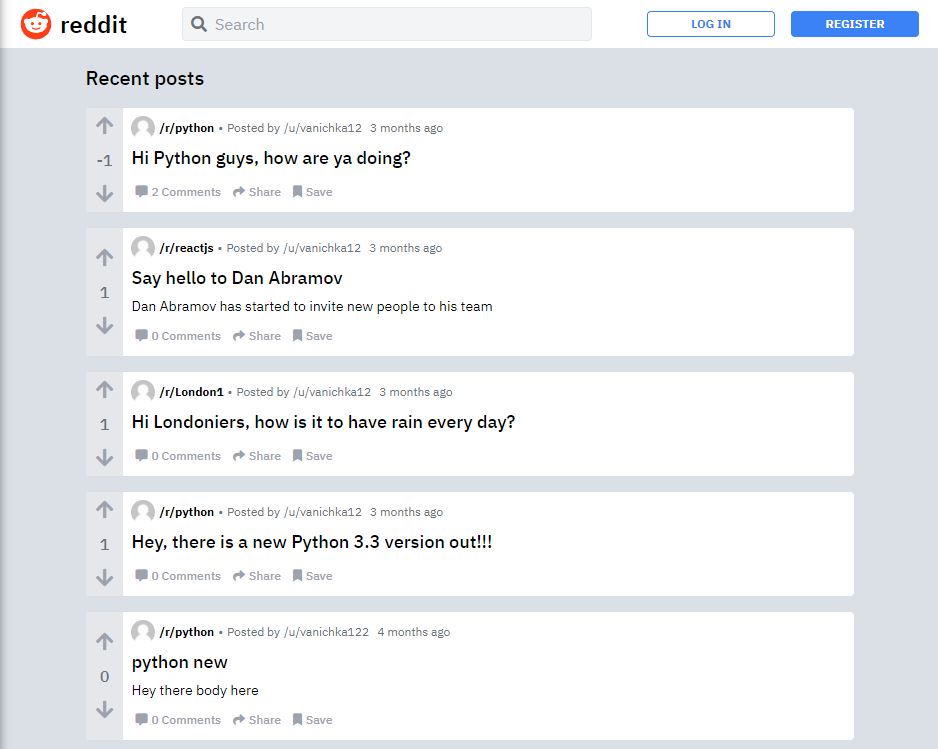 reddit
Search
LOG IN
REGISTER
Recent posts
/r/python • Posted by /u/vanichka12 3 months ago
-1
Hi Python guys, how are ya doing?
2 Comments Share Save
/r/reactjs • Posted by /u/vanichka12 3 months ago
Say hello to Dan Abramov
1
Dan Abramov has started to invite new people to his team
0 Comments Share Save
/r/London1 • Posted by /u/vanichka12 3 months ago
1
Hi Londoniers, how is it to have rain every day?
0 Comments Share Save
/r/python • Posted by /u/vanichka12 3 months ago
1
Hey, there is a new Python 3.3 version out!!!
0 Comments Share Save
/r/python • Posted by /u/vanichka122 4 months ago
python new
0
Hey there body here
0 Comments Share Save